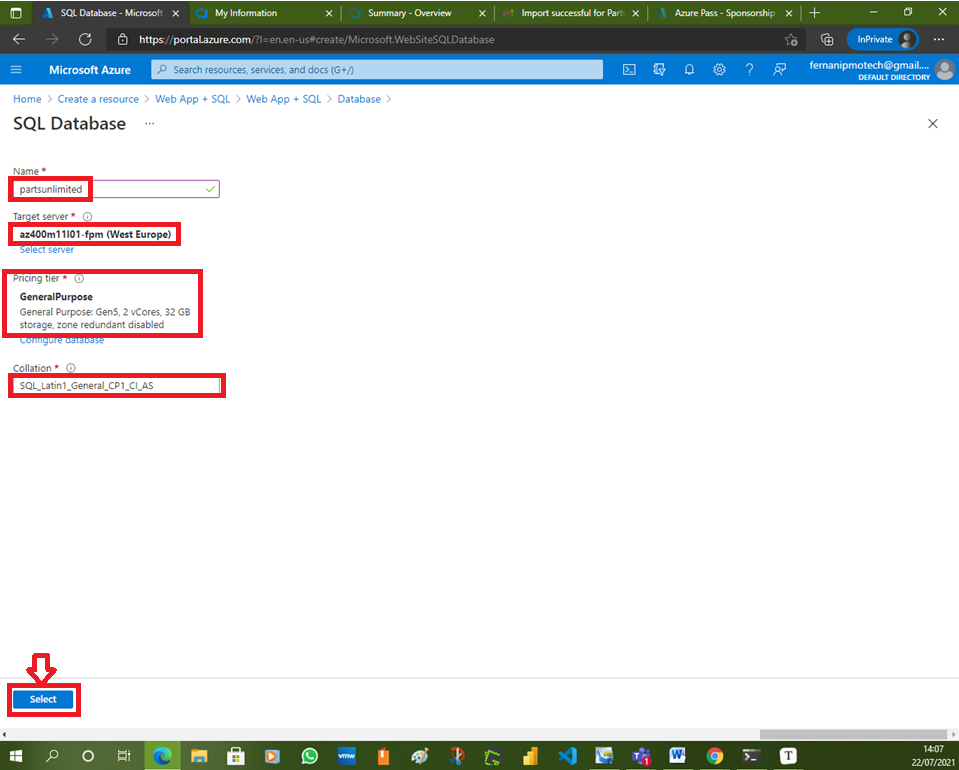 SQL Database - Microsoft
My Information
Summary - Overview
Import successful for Parts
Azure Pass - Sponsorship
https://portal.azure.com/?l=en.en-us#create/Microsoft.WebSiteSQLDatabase
InPrivate
Microsoft Azure
Search resources, services, and docs (G+/)
fernanipmotech@gmail....
DEFAULT DIRECTORY
Home > Create a resource > Web App + SQL > Web App + SQL > Database >
SQL Database ...
Name *
partsunlimited
Target server *
az400m11l01-fpm (West Europe)
Select server
Pricing tier *
GeneralPurpose
General Purpose: Gen5, 2 vCores, 32 GB
storage, zone redundant disabled
Configure database
Collation *
SQL_Latin1_General_CP1_CI_AS
Select
vmw
1
W
T
14:07
22/07/2021